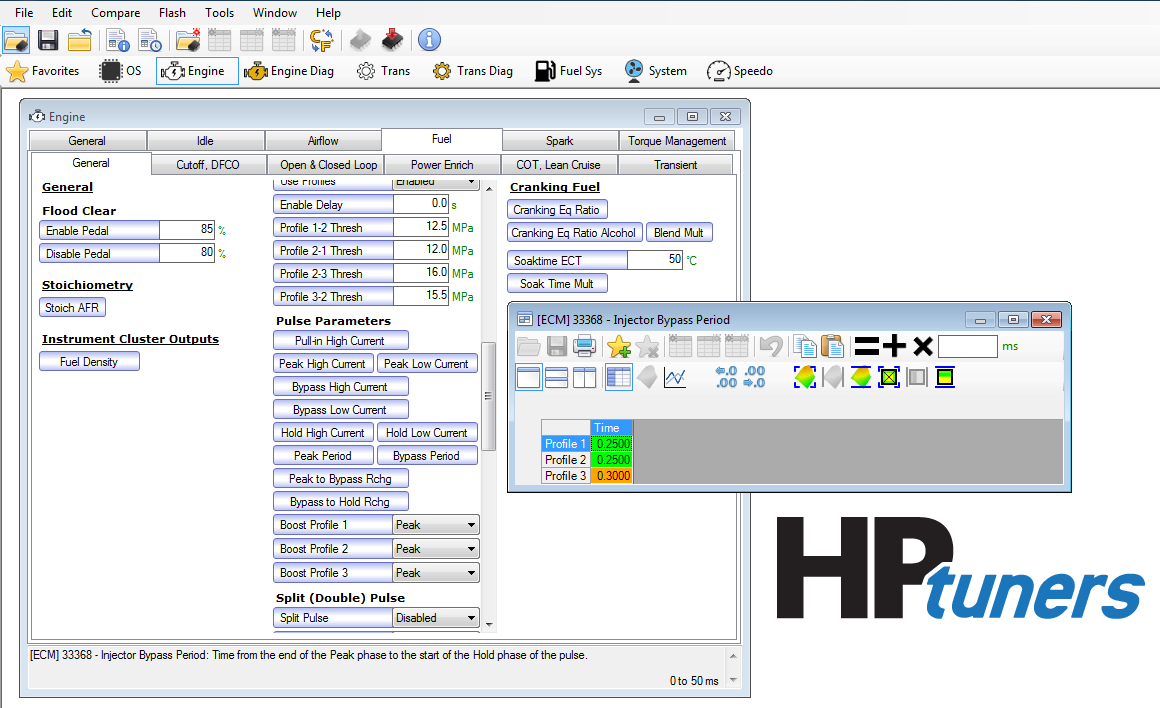 File Edit Compare Flash Tools Window Help
Favorites OS Engine Engine Diag Trans Trans Diag Fuel Sys System Speedo
Engine
General Idle Airflow Fuel Spark Torque Management
General Cutoff, DFCO Open & Closed Loop Power Enrich COT, Lean Cruise Transient
General
Flood Clear
Enable Pedal 85 %
Disable Pedal 80 %
Stoichiometry
Stoich AFR
Instrument Cluster Outputs
Fuel Density
Use Profiles Enabled
Enable Delay 0.0 s
Profile 1-2 Thresh 12.5 MPa
Profile 2-1 Thresh 12.0 MPa
Profile 2-3 Thresh 16.0 MPa
Profile 3-2 Thresh 15.5 MPa
Pulse Parameters
Pull-in High Current
Peak High Current Peak Low Current
Bypass High Current
Bypass Low Current
Hold High Current Hold Low Current
Peak Period Bypass Period
Peak to Bypass Rchg
Bypass to Hold Rchg
Boost Profile 1 Peak
Boost Profile 2 Peak
Boost Profile 3 Peak
Split (Double) Pulse
Split Pulse Disabled
Cranking Fuel
Cranking Eq Ratio
Cranking Eq Ratio Alcohol Blend Mult
Soaktime ECT 50 °C
Soak Time Mult
[ECM] 33368 - Injector Bypass Period
ms
.0 .00
.00 .0
Time
Profile 1 0.2500
Profile 2 0.2500
Profile 3 0.3000
HPtuners
[ECM] 33368 - Injector Bypass Period: Time from the end of the Peak phase to the start of the Hold phase of the pulse.
0 to 50 ms